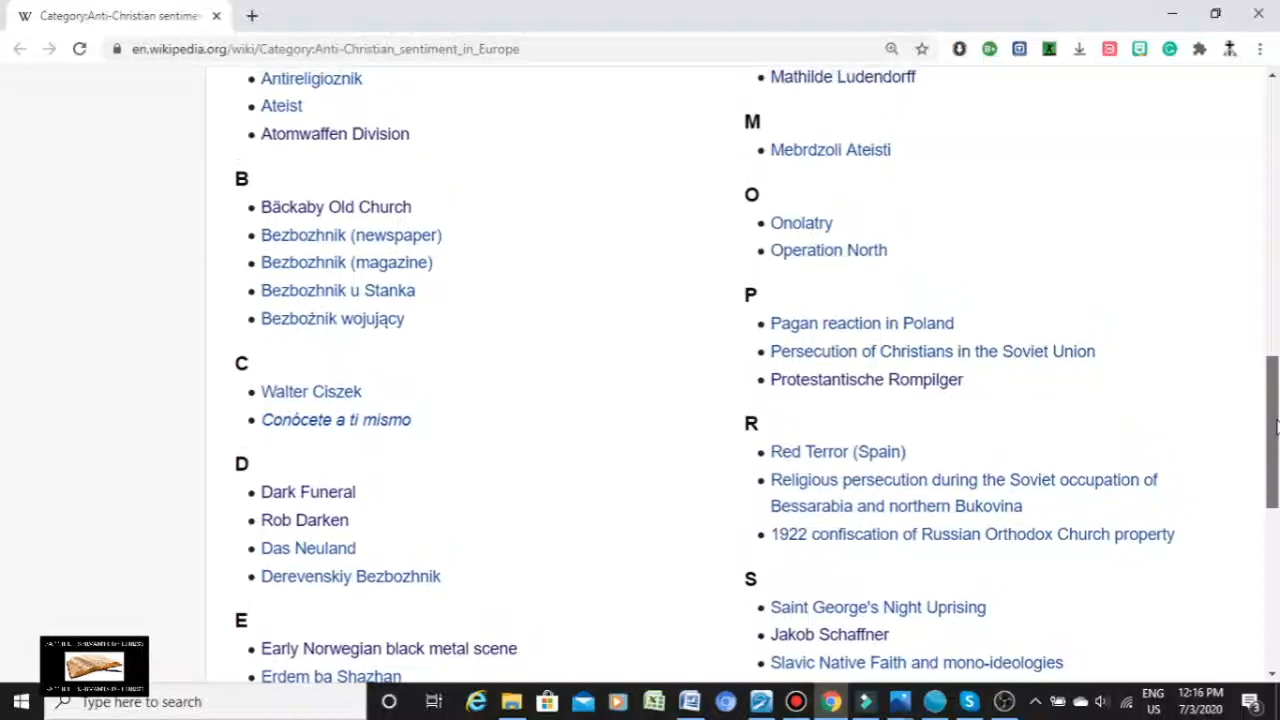 Category:Anti-Christian sentime
en.wikipedia.org/wiki/Category:Anti-Christian_sentiment_in_Europe
Antireligioznik
Ateist
Atomwaffen Division
B
Bäckaby Old Church
Bezbozhnik (newspaper)
Bezbozhnik (magazine)
Bezbozhnik u Stanka
Bezbożnik wojujący
C
Walter Ciszek
Conócete a ti mismo
D
Dark Funeral
Rob Darken
Das Neuland
Derevenskiy Bezbozhnik
E
Early Norwegian black metal scene
Erdem ba Shazhan
Mathilde Ludendorff
M
Mebrdzoli Ateisti
O
Onolatry
Operation North
P
Pagan reaction in Poland
Persecution of Christians in the Soviet Union
Protestantische Rompilger
R
Red Terror (Spain)
Religious persecution during the Soviet occupation of
Bessarabia and northern Bukovina
1922 confiscation of Russian Orthodox Church property
S
Saint George's Night Uprising
Jakob Schaffner
Slavic Native Faith and mono-ideologies
Type here to search
ENG
US
12:16 PM
7/3/2020
3